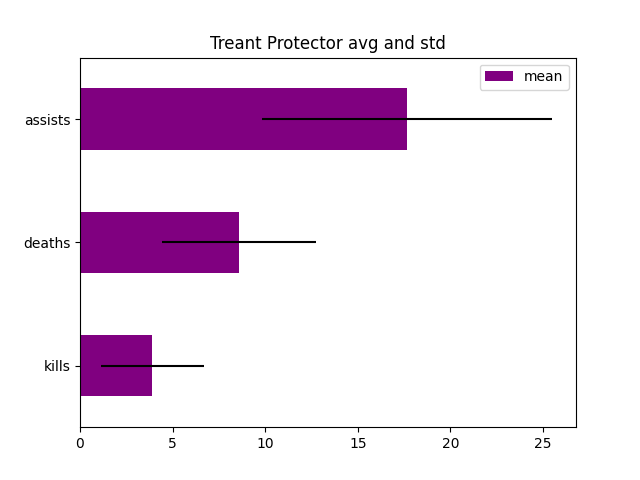 Treant Protector avg and std
mean
assists
deaths
kills
0 5 10 15 20 25